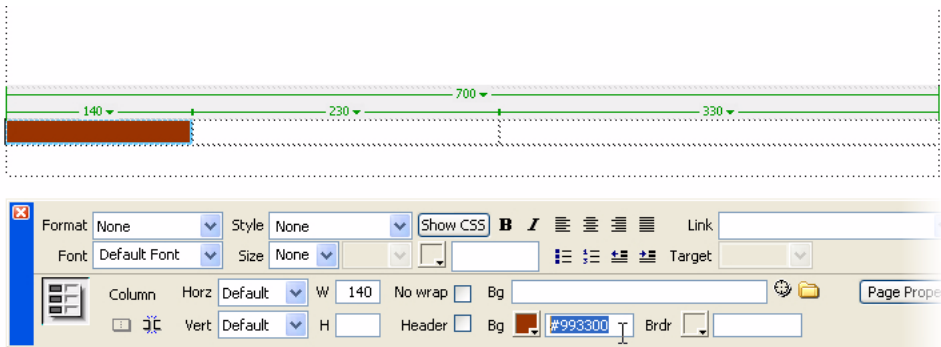 700
140 230 330
Format None Style None Show CSS B I Link
Font Default Font Size None Target
Column Horz Default W 140 No wrap Bg Page Prope
Vert Default H Header Bg #993300 Brdr